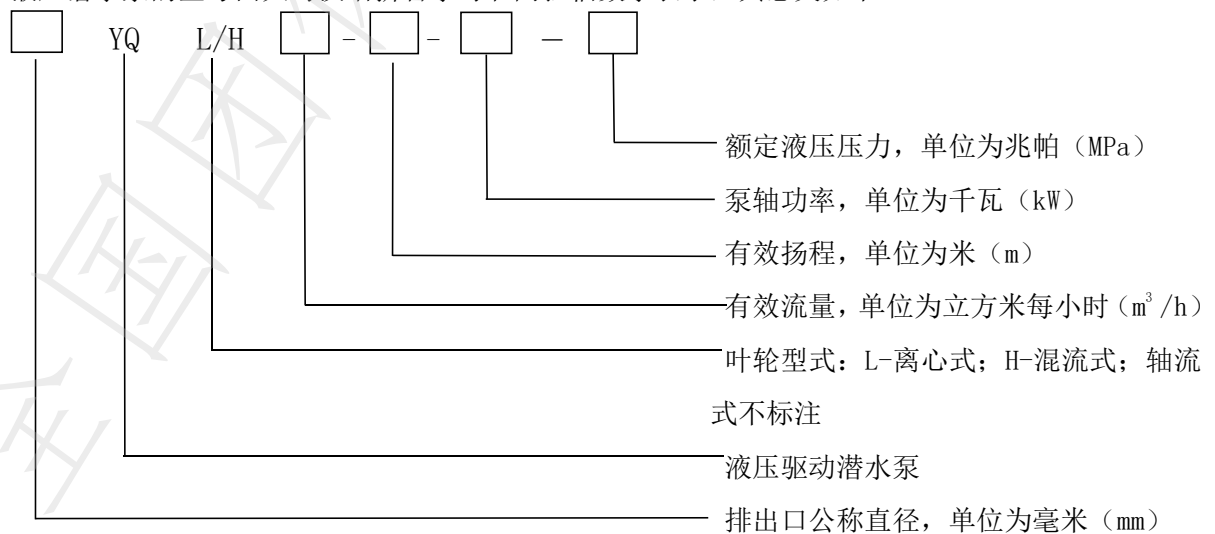 YQ L/H - - —
额定液压压力，单位为兆帕（MPa）
泵轴功率，单位为千瓦（kW）
有效扬程，单位为米（m）
有效流量，单位为立方米每小时（m³/h）
叶轮型式：L-离心式；H-混流式；轴流
式不标注
液压驱动潜水泵
排出口公称直径，单位为毫米（mm）
全国